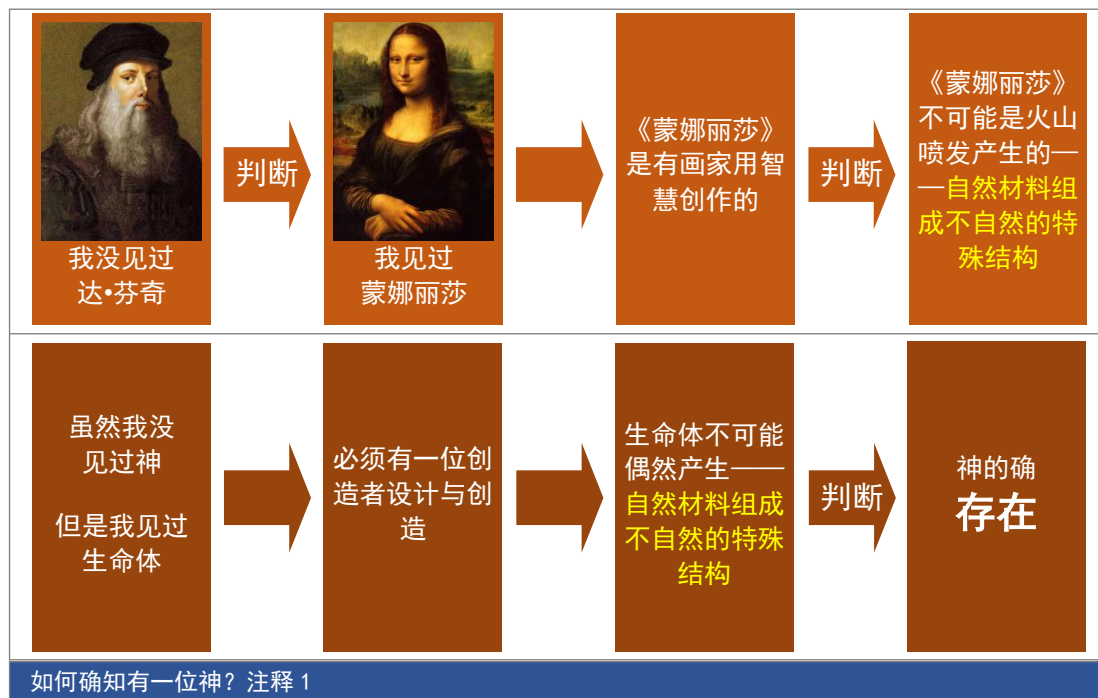 我没见过
达•芬奇
判断
我见过
蒙娜丽莎
《蒙娜丽莎》
是有画家用智
慧创作的
判断
《蒙娜丽莎》
不可能是火山
喷发产生的—
—自然材料组
成不自然的特
殊结构
虽然我没
见过神
但是我见过
生命体
必须有一位创
造者设计与创
造
生命体不可能
偶然产生——
自然材料组成
不自然的特殊
结构
判断
神的确
存在
如何确知有一位神？注释 1